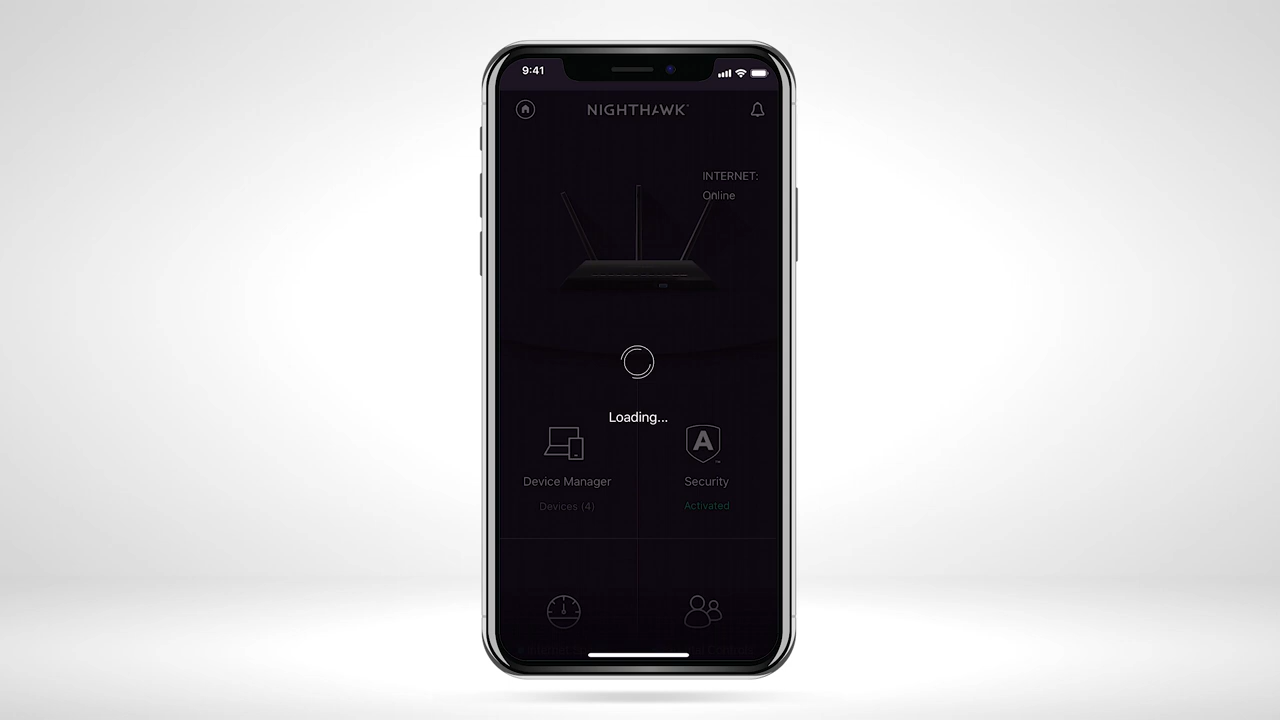 9:41
NIGHTHAWK
INTERNET:
Online
Loading...
Device Manager
Security
Devices (4)
Activated